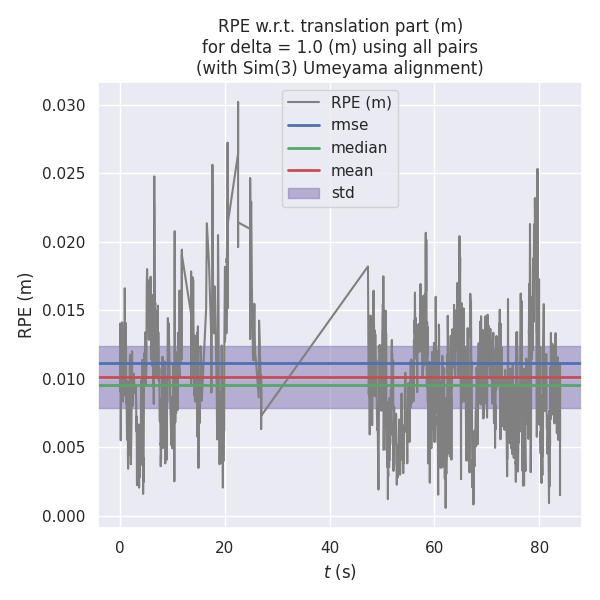 RPE w.r.t. translation part (m)
for delta = 1.0 (m) using all pairs
(with Sim(3) Umeyama alignment)
RPE (m)
rmse
median
mean
std
RPE (m)
0.030
0.025
0.020
0.015
0.010
0.005
0.000
0
20
40
60
80
t (s)